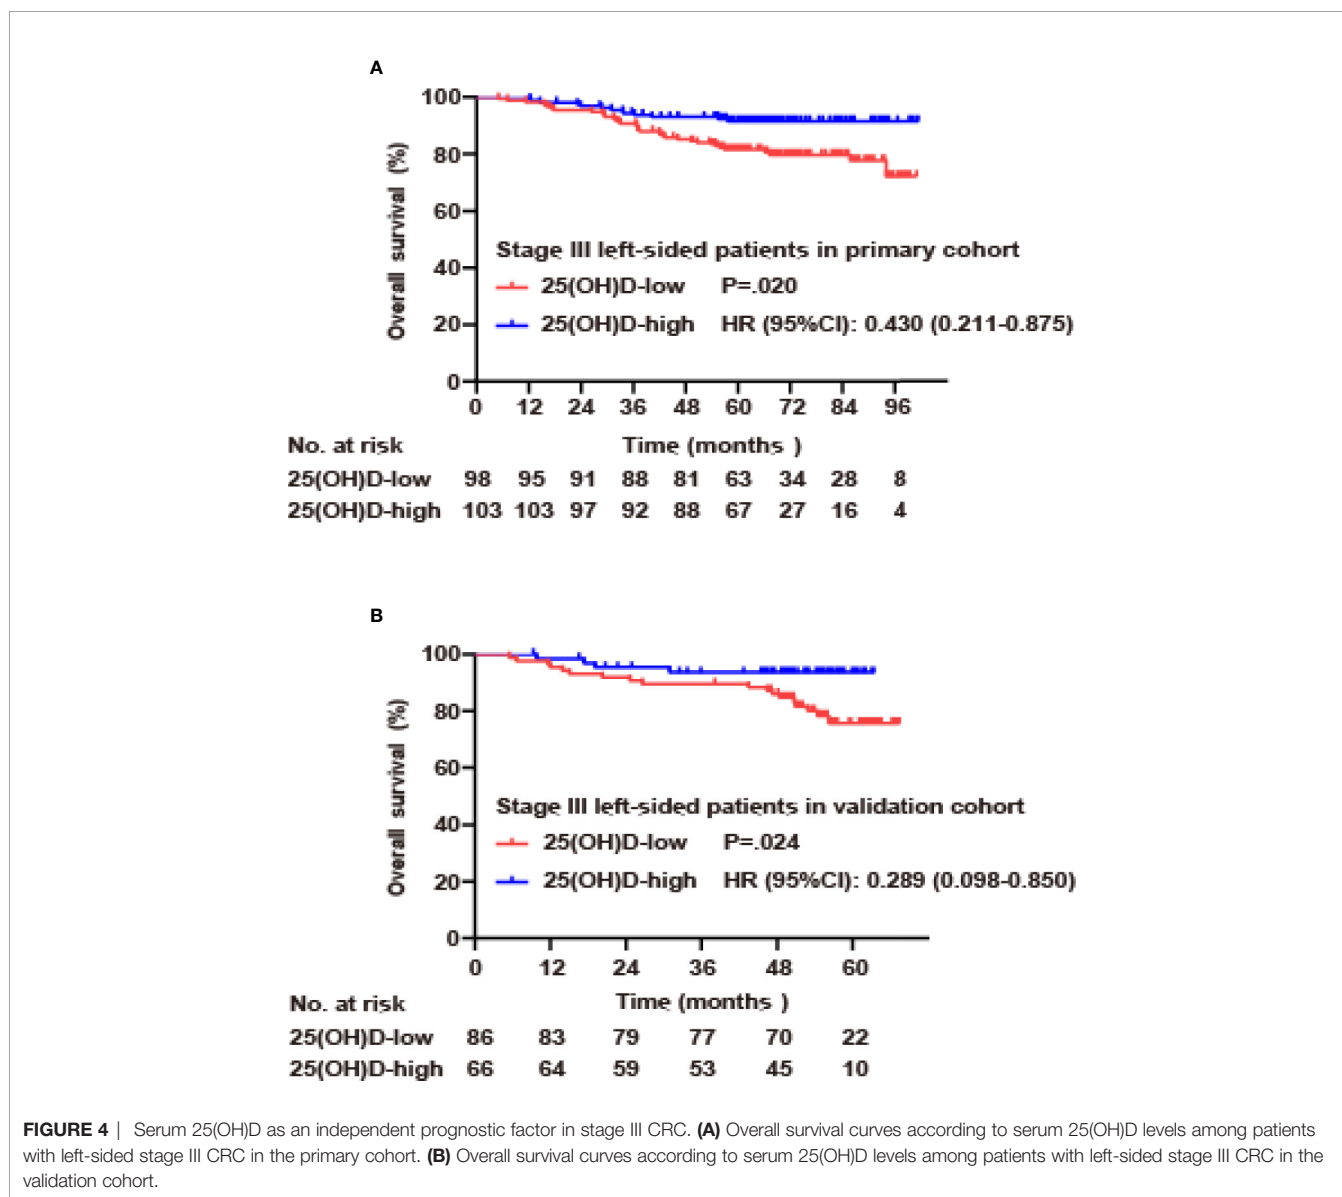 A
100
80
60
40
20
0
Overall survival (%)
Stage III left-sided patients in primary cohort
25(OH)D-low P=.020
25(OH)D-high HR (95%CI): 0.430 (0.211-0.875)
0 12 24 36 48 60 72 84 96
No. at risk Time (months )
25(OH)D-low 98 95 91 88 81 63 34 28 8
25(OH)D-high 103 103 97 92 88 67 27 16 4
B
100
80
60
40
20
0
Overall survival (%)
Stage III left-sided patients in validation cohort
25(OH)D-low P=.024
25(OH)D-high HR (95%CI): 0.289 (0.098-0.850)
0 12 24 36 48 60
No. at risk Time (months )
25(OH)D-low 86 83 79 77 70 22
25(OH)D-high 66 64 59 53 45 10
FIGURE 4 | Serum 25(OH)D as an independent prognostic factor in stage III CRC. (A) Overall survival curves according to serum 25(OH)D levels among patients
with left-sided stage III CRC in the primary cohort. (B) Overall survival curves according to serum 25(OH)D levels among patients with left-sided stage III CRC in the
validation cohort.